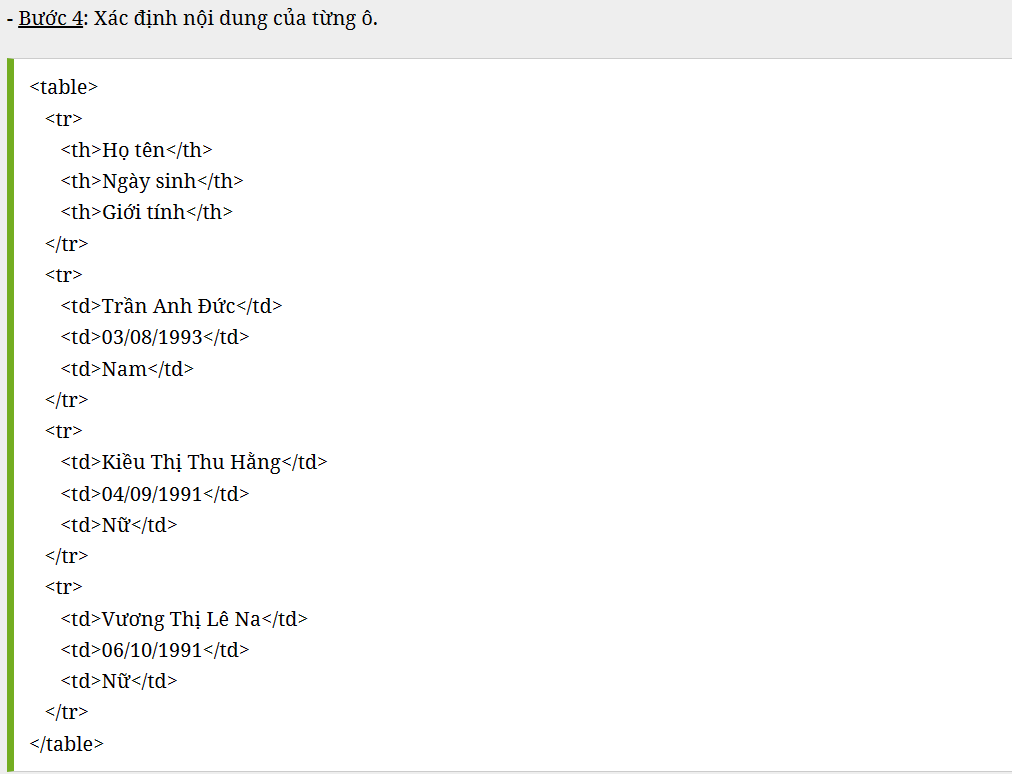 - Bước 4: Xác định nội dung của từng ô.
<table>
<tr>
<th>Họ tên</th>
<th>Ngày sinh</th>
<th>Giới tính</th>
</tr>
<tr>
<td>Trần Anh Đức</td>
<td>03/08/1993</td>
<td>Nam</td>
</tr>
<tr>
<td>Kiều Thị Thu Hằng</td>
<td>04/09/1991</td>
<td>Nữ</td>
</tr>
<tr>
<td>Vương Thị Lê Na</td>
<td>06/10/1991</td>
<td>Nữ</td>
</tr>
</table>